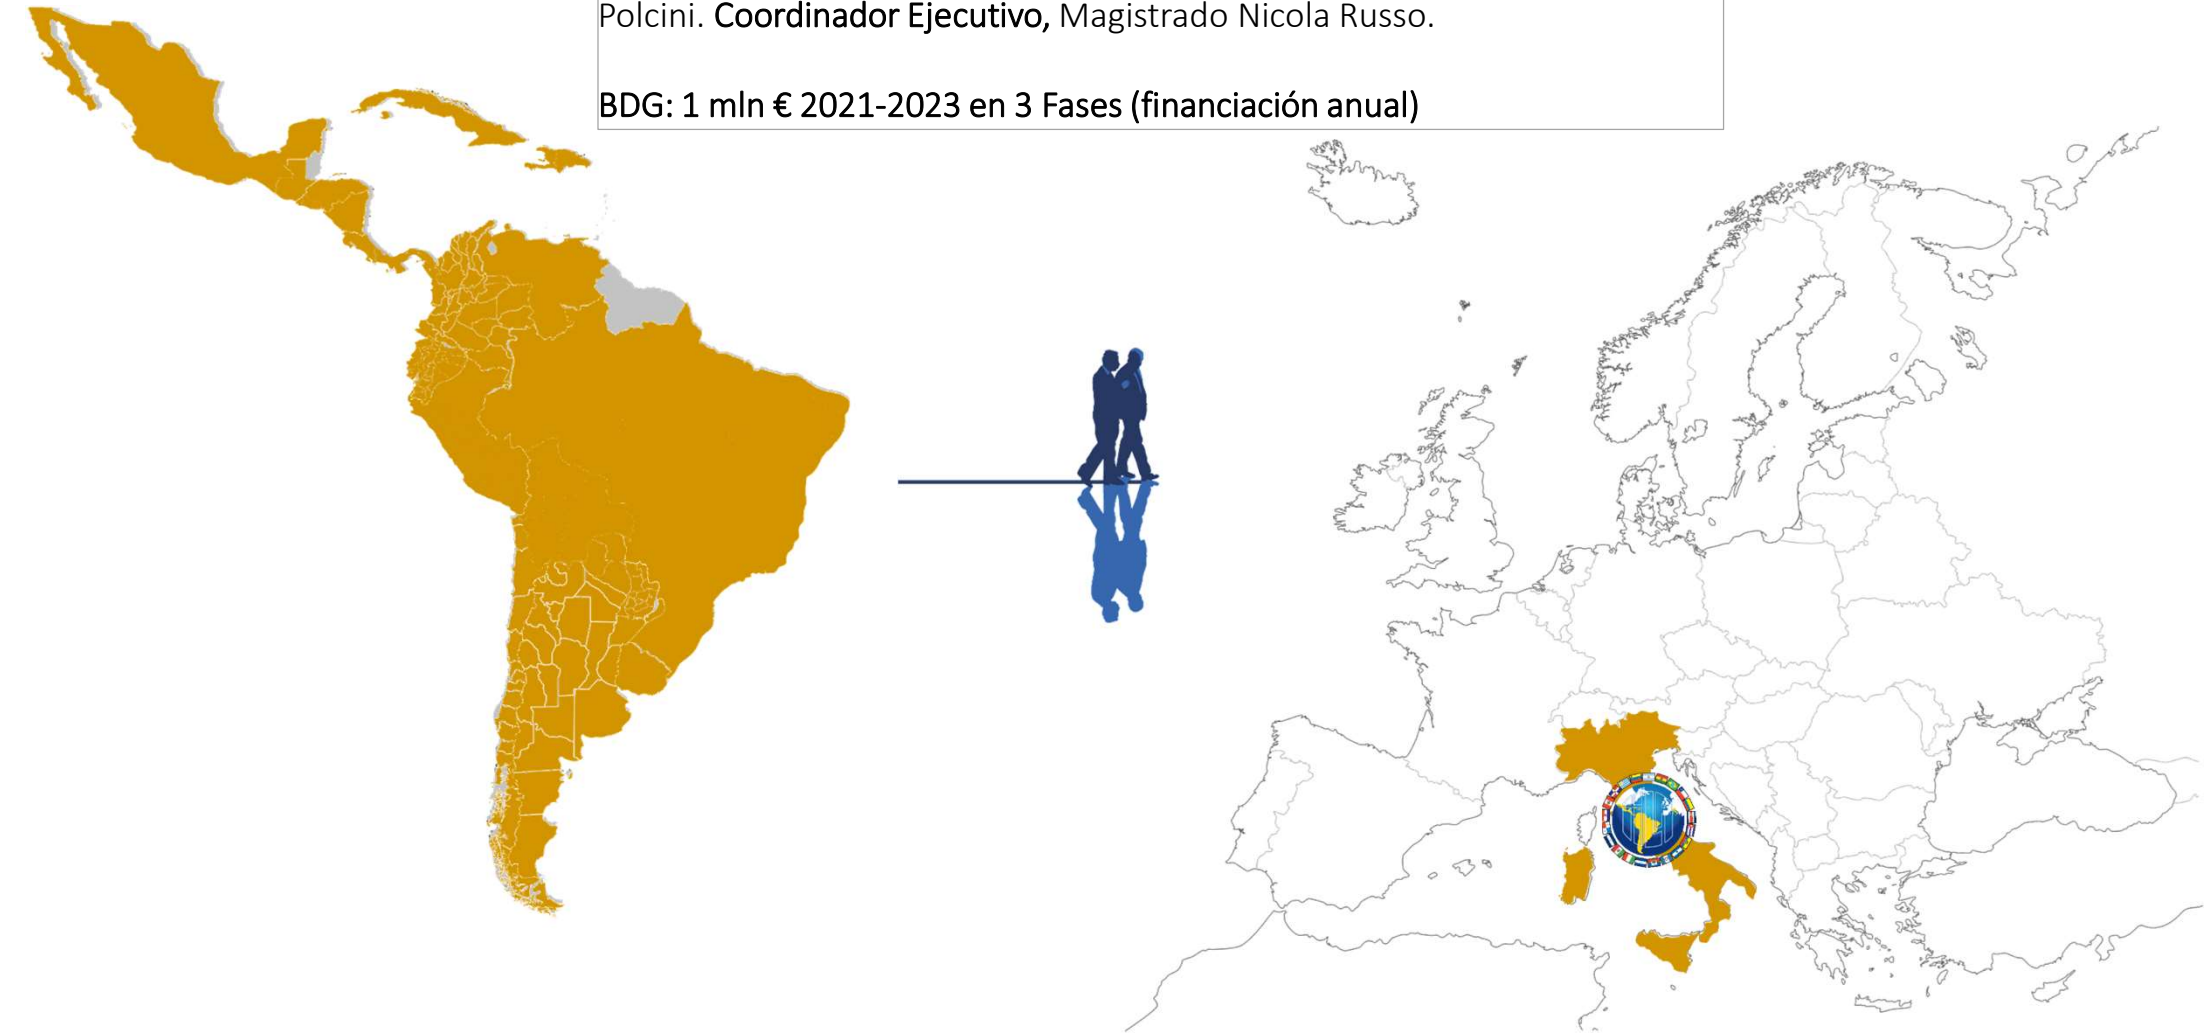 Polcini. Coordinador Ejecutivo, Magistrado Nicola Russo.
BDG: 1 mln € 2021-2023 en 3 Fases (financiación anual)